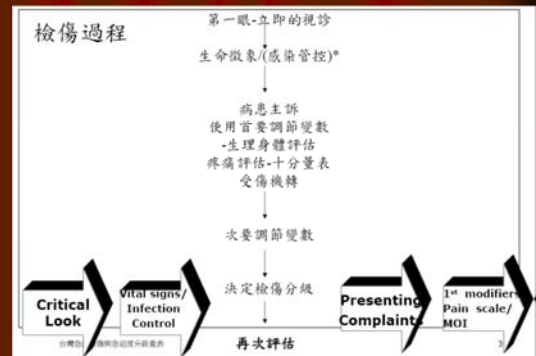 檢傷過程
第一眼-立即的視診
生命徵象/(感染管控)*
病患主訴
使用首要調節變數
-生理身體評估
疼痛評估-十分量表
受傷機轉
次要調節變數
決定檢傷分級
再次評估
Critical
Look
Vital signs/
Infection
Control
Presenting
Complaints
1st modifiers
Pain scale/
MOI
3